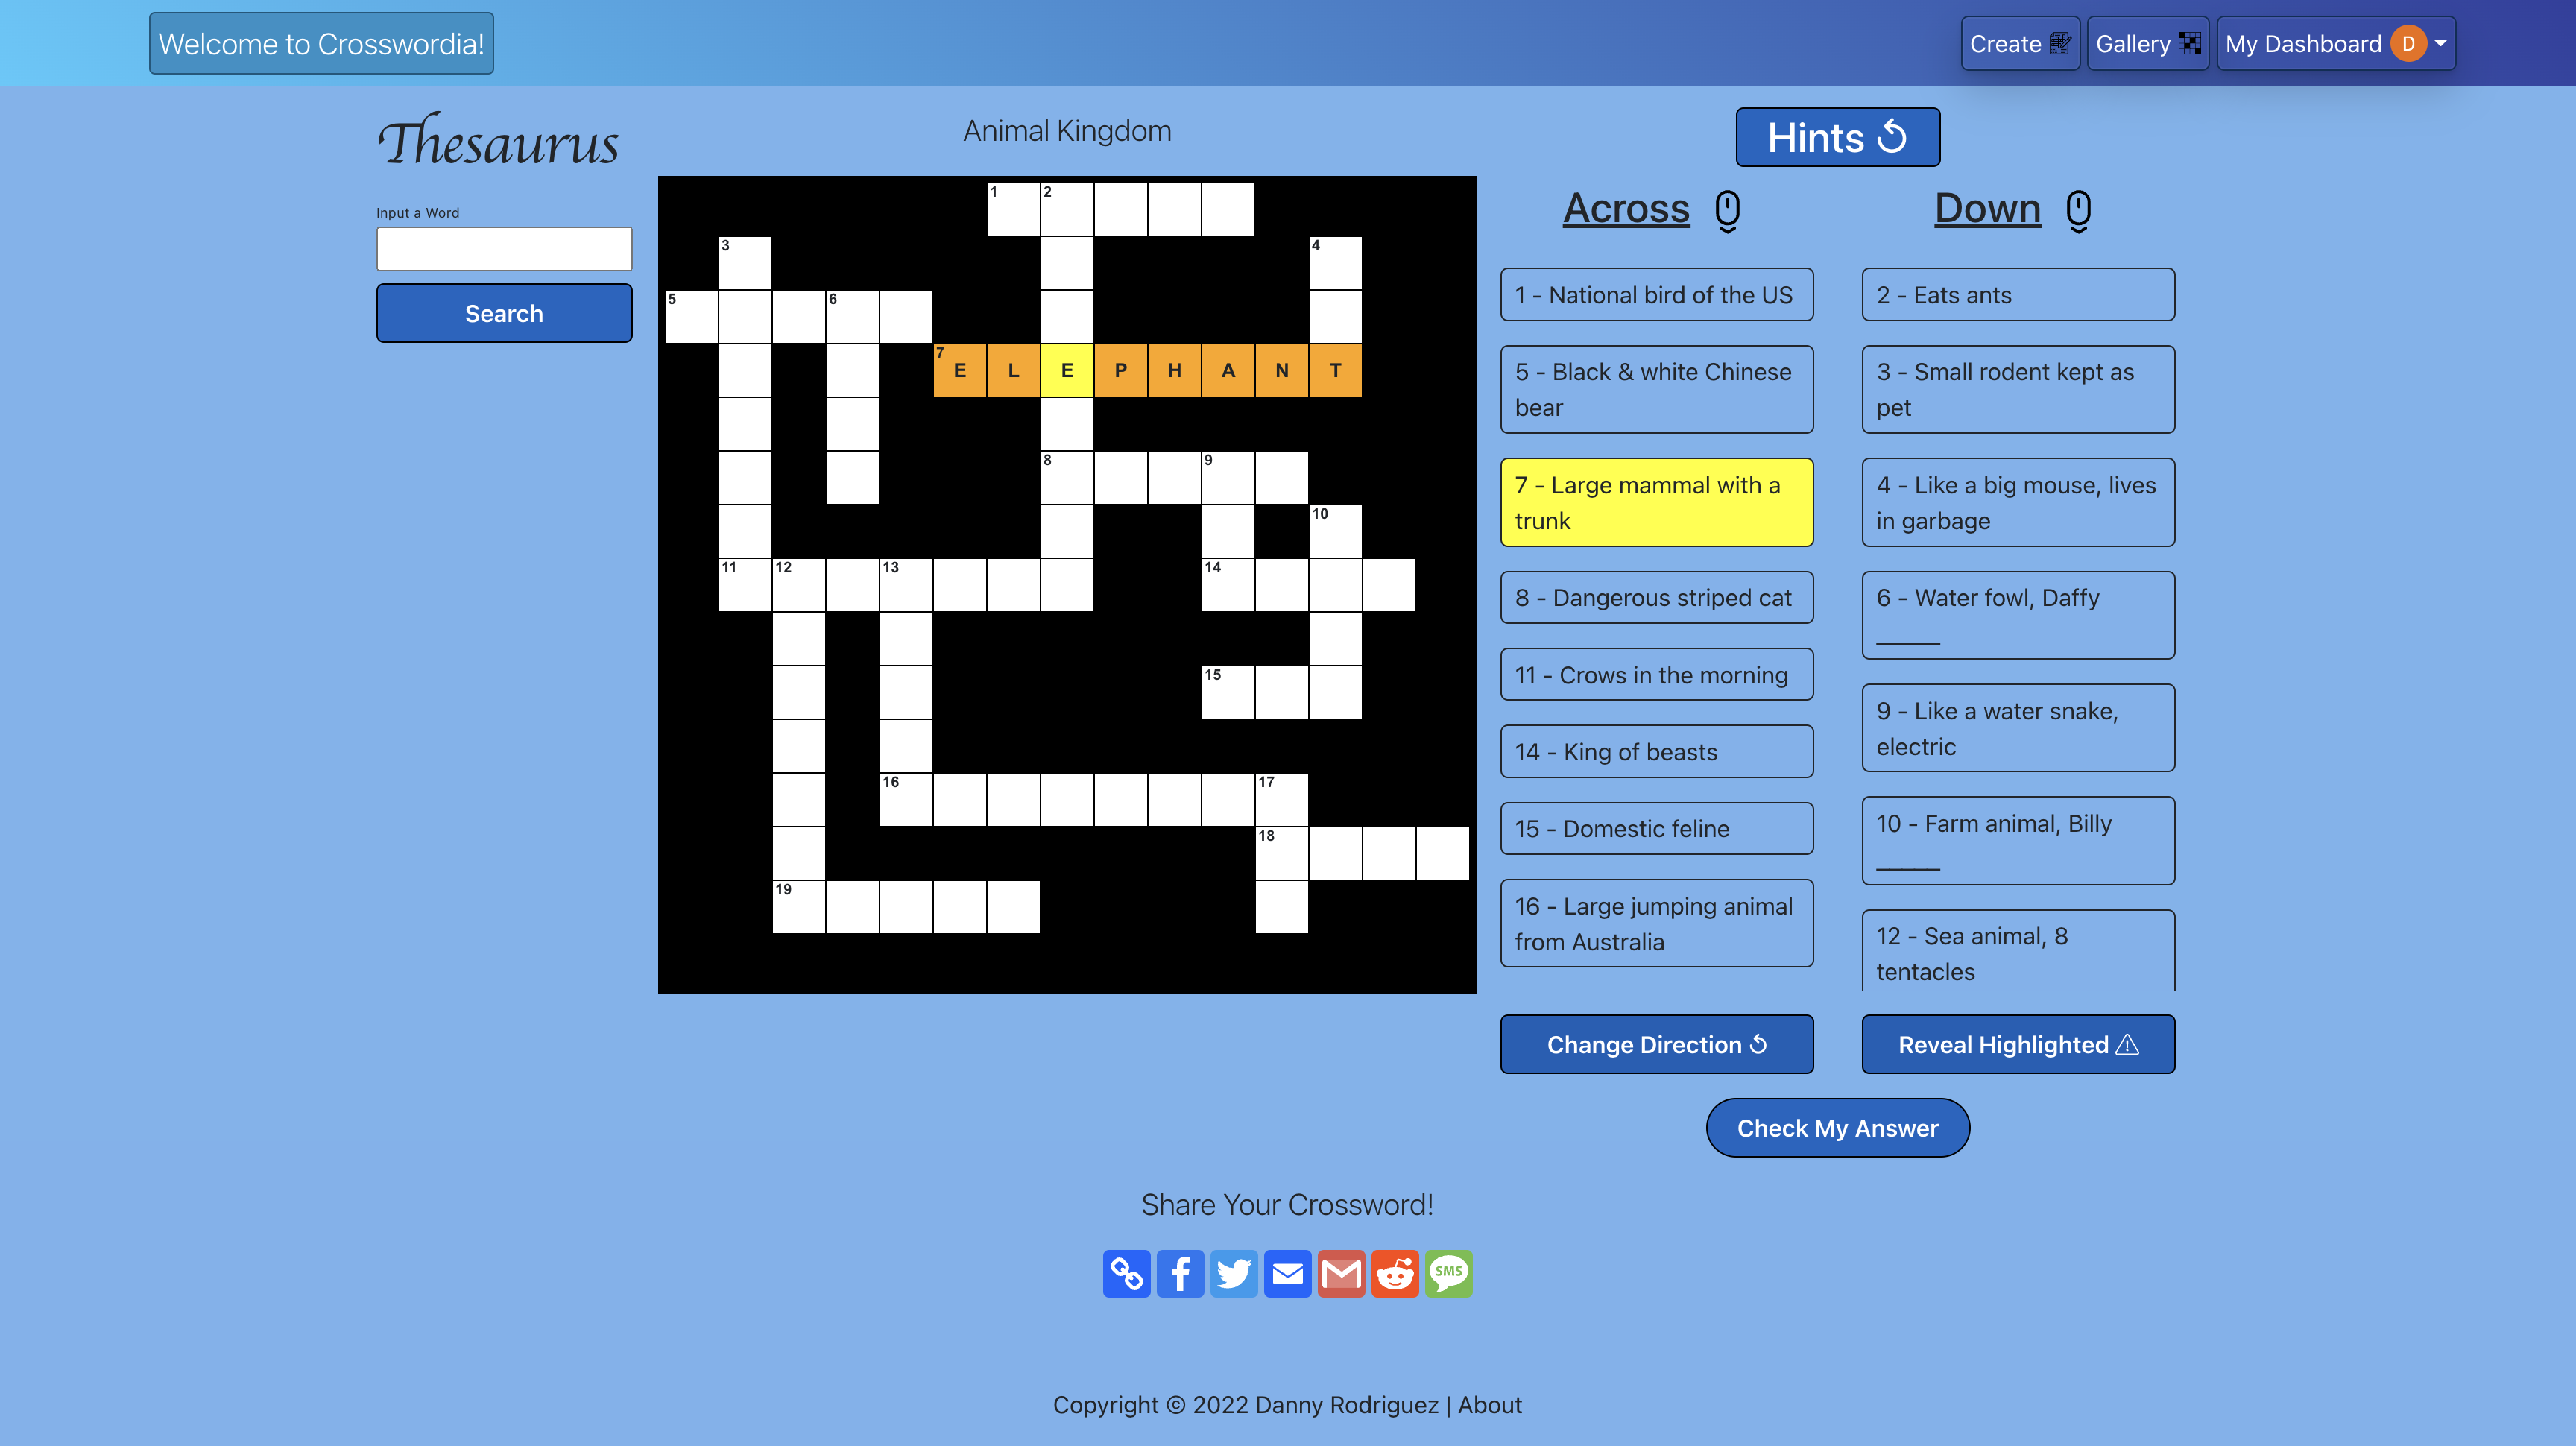 Welcome to Crosswordia!
Create
Gallery
My Dashboard D
Thesaurus
Input a Word
Search
Animal Kingdom
1 2
3 4
5 6
7 E L E P H A N T
8 9
10
11 12 13 14
15
16 17
18
19
Hints
Across
1 - National bird of the US
5 - Black & white Chinese
bear
7 - Large mammal with a
trunk
8 - Dangerous striped cat
11 - Crows in the morning
14 - King of beasts
15 - Domestic feline
16 - Large jumping animal
from Australia
Down
2 - Eats ants
3 - Small rodent kept as
pet
4 - Like a big mouse, lives
in garbage
6 - Water fowl, Daffy
_____
9 - Like a water snake,
electric
10 - Farm animal, Billy
_____
12 - Sea animal, 8
tentacles
Change Direction
Reveal Highlighted
Check My Answer
Share Your Crossword!
SMS
Copyright © 2022 Danny Rodriguez | About